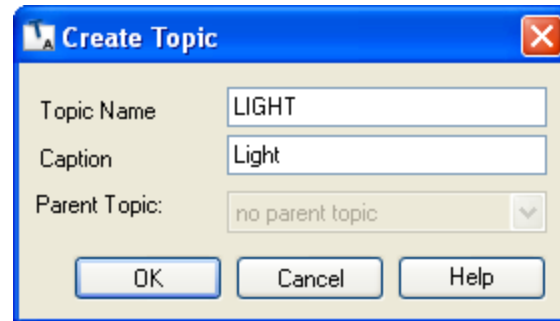 Create Topic
Topic Name LIGHT
Caption Light
Parent Topic: no parent topic
OK Cancel Help